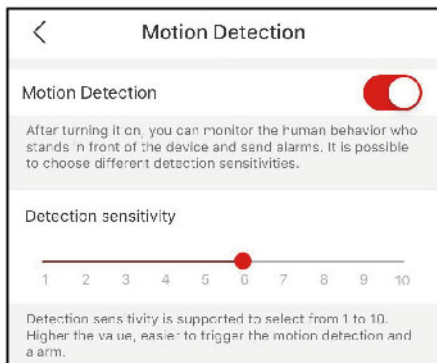 Motion Detection
Motion Detection
After turning it on, you can monitor the human behavior who
stands in front of the device and send alarms. It is possible
to choose different detection sensitivities.
Detection sensitivity
1 2 3 4 5 6 7 8 9 10
Detection sensitivity is supported to select from 1 to 10.
Higher the value, easier to trigger the motion detection and
alarm.